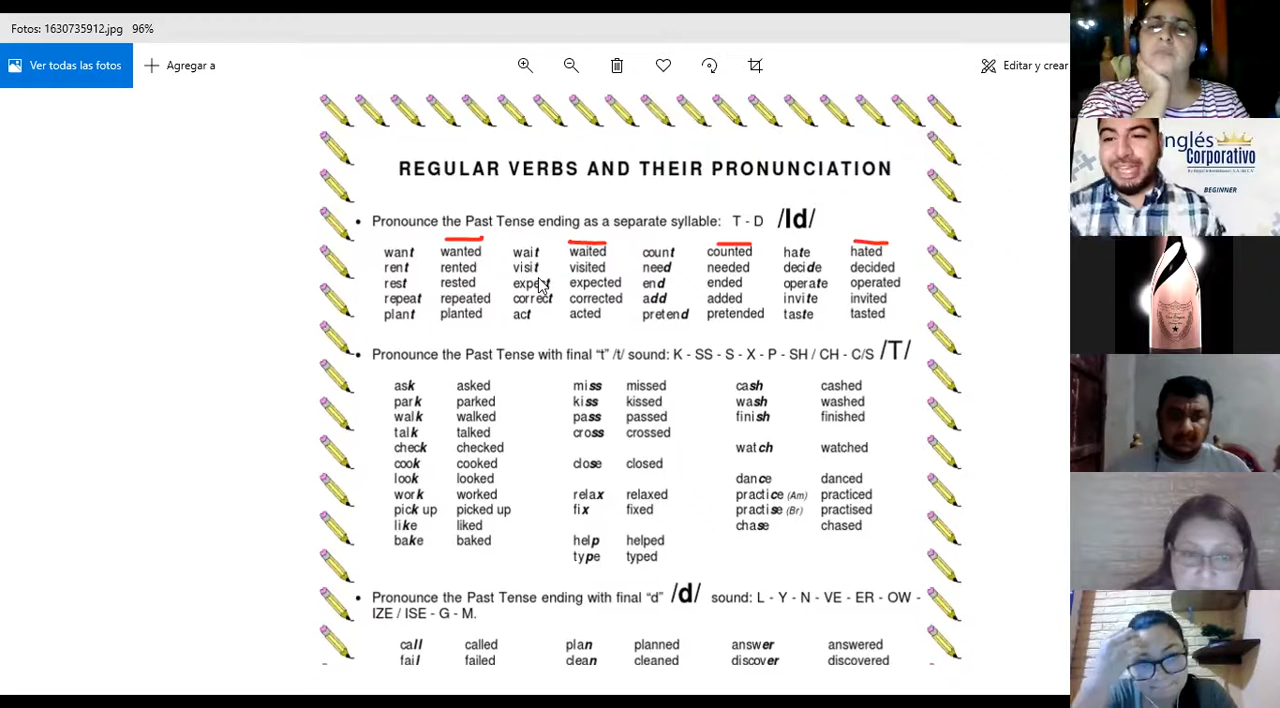 Fotos: 1630735912.jpg 96%
Ver todas las fotos Agregar a Editar y crear
REGULAR VERBS AND THEIR PRONUNCIATION
• Pronounce the Past Tense ending as a separate syllable: T - D /Id/
want wanted wait waited count counted hate hated
rent rented visit visited need needed decide decided
rest rested expect expected end ended operate operated
repeat repeated correct corrected add added invite invited
plant planted act acted pretend pretended taste tasted
• Pronounce the Past Tense with final “t” /t/ sound: K - SS - S - X - P - SH / CH - C/S /T/
ask asked miss missed cash cashed
park parked kiss kissed wash washed
walk walked pass passed finish finished
talk talked cross crossed
check checked watch watched
cook cooked close closed
look looked dance danced
work worked relax relaxed practice (Am) practiced
pick up picked up fix fixed practise (Br) practised
like liked chase chased
bake baked help helped
type typed
• Pronounce the Past Tense ending with final “d” /d/ sound: L - Y - N - VE - ER - OW -
IZE / ISE - G - M.
call called plan planned answer answered
fail failed clean cleaned discover discovered
nglés
Corporativo
BEGINNER